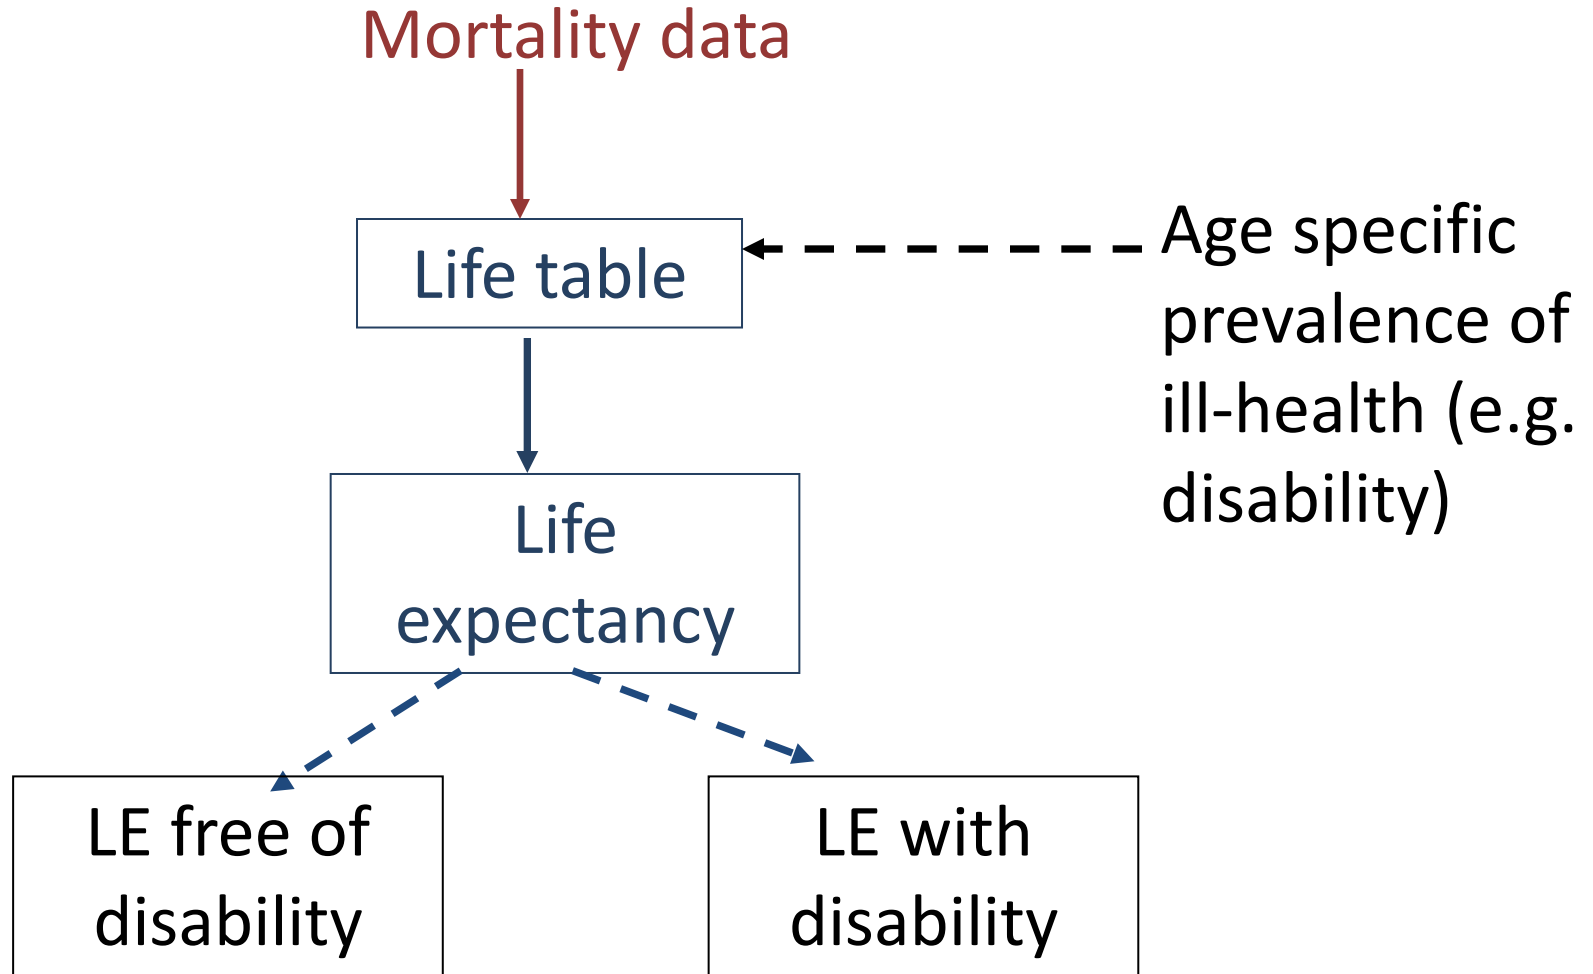 Mortality data
Life table
Age specific
prevalence of
ill-health (e.g.
disability)
Life
expectancy
LE free of
disability
LE with
disability